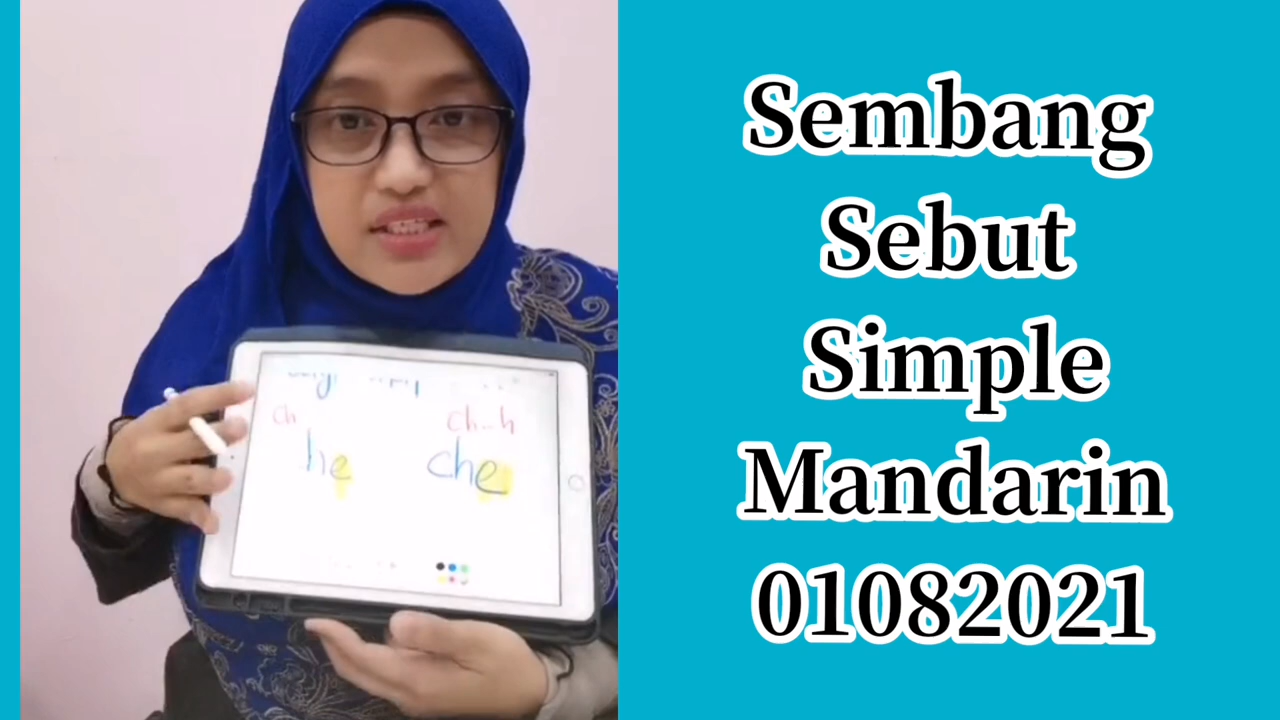 Ch ch-h
he che
Sembang
Sebut
Simple
Mandarin
01082021